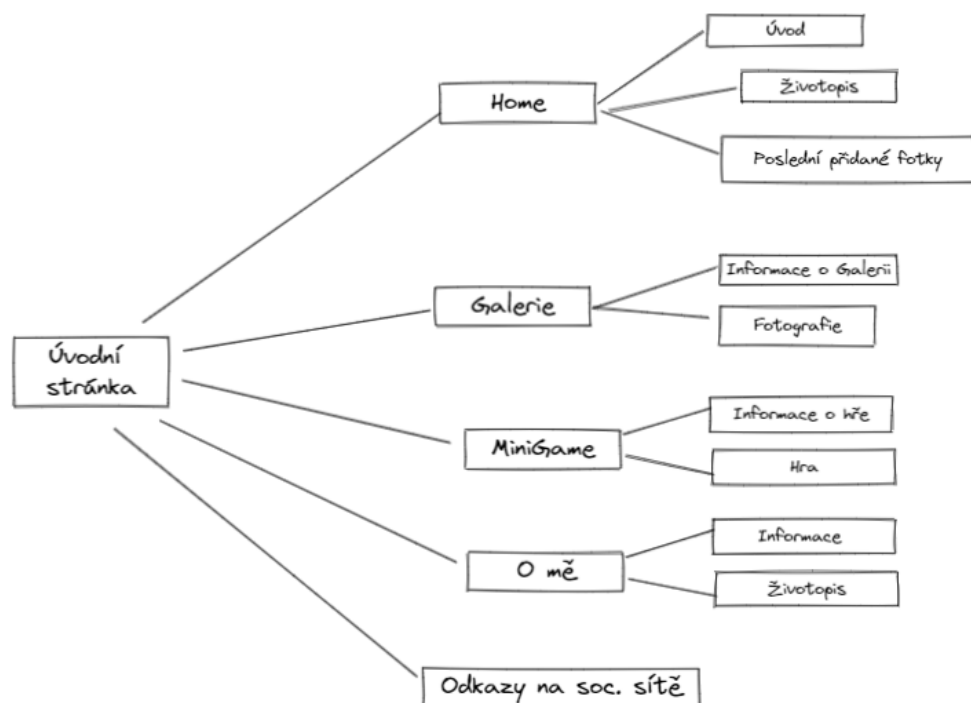 Úvod
Home
Životopis
Poslední přidané fotky
Informace o Galerii
Galerie
Fotografie
Úvodní
stránka
Informace o hře
MiniGame
Hra
Informace
O mě
Životopis
Odkazy na soc. sítě